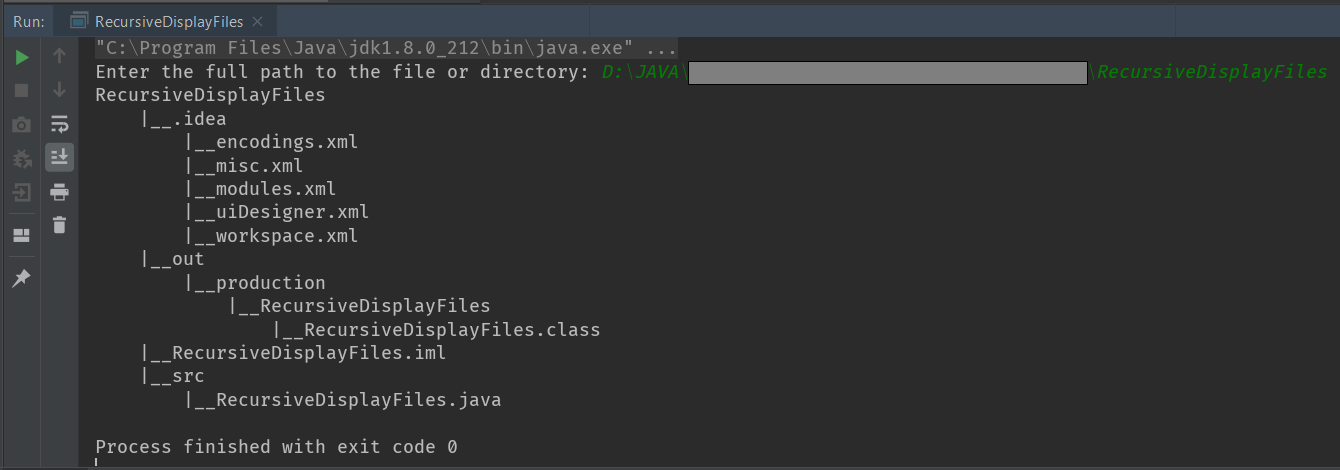 Run: RecursiveDisplayFiles
"C:\Program Files\Java\jdk1.8.0_212\bin\java.exe" ...
Enter the full path to the file or directory: D:\JAVA\ \RecursiveDisplayFiles
RecursiveDisplayFiles
    |__.idea
        |__encodings.xml
        |__misc.xml
        |__modules.xml
        |__uiDesigner.xml
        |__workspace.xml
    |__out
        |__production
            |__RecursiveDisplayFiles
                |__RecursiveDisplayFiles.class
    |__RecursiveDisplayFiles.iml
    |__src
        |__RecursiveDisplayFiles.java
Process finished with exit code 0